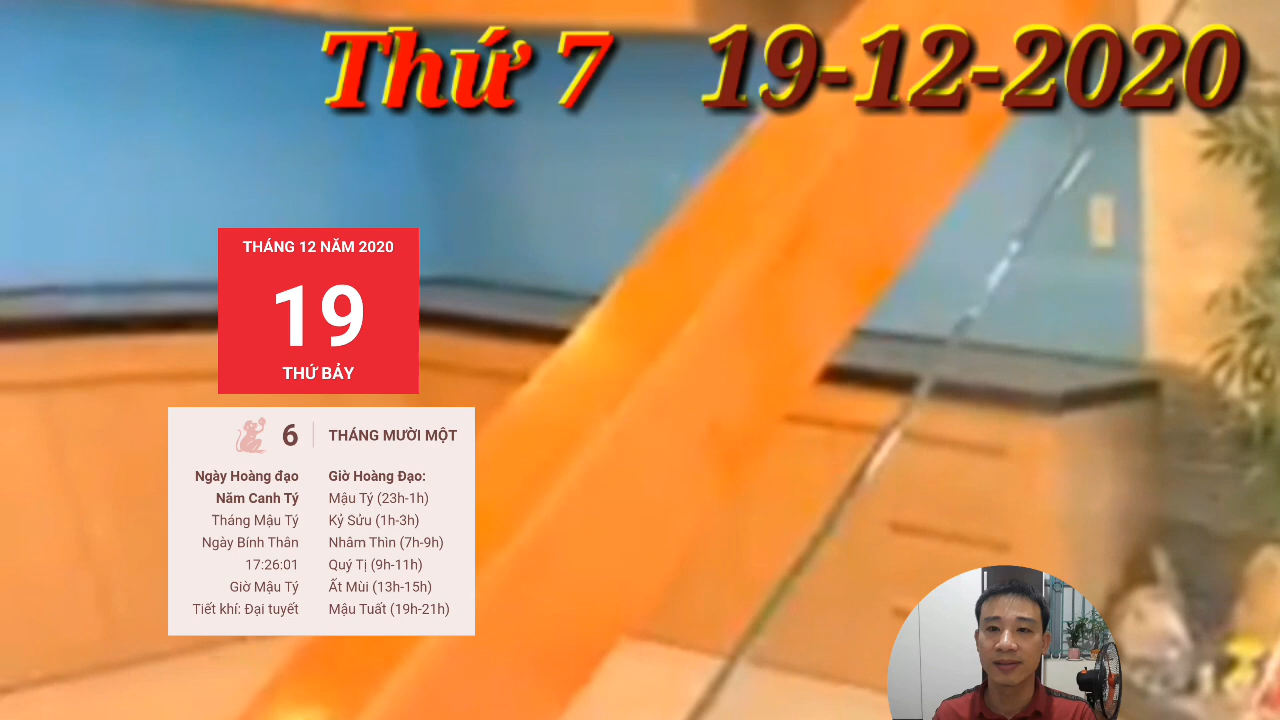 Thứ 7 19-12-2020
THÁNG 12 NĂM 2020
19
THỨ BẢY
6 THÁNG MƯỜI MỘT
Ngày Hoàng đạo
Năm Canh Tý
Tháng Mậu Tý
Ngày Bính Thân
17:26:01
Giờ Mậu Tý
Tiết khí: Đại tuyết
Giờ Hoàng Đạo:
Mậu Tý (23h-1h)
Kỷ Sửu (1h-3h)
Nhâm Thìn (7h-9h)
Quý Tị (9h-11h)
Ất Mùi (13h-15h)
Mậu Tuất (19h-21h)